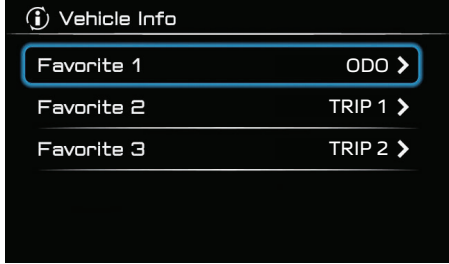 Vehicle Info
Favorite 1 ODO
Favorite 2 TRIP 1
Favorite 3 TRIP 2